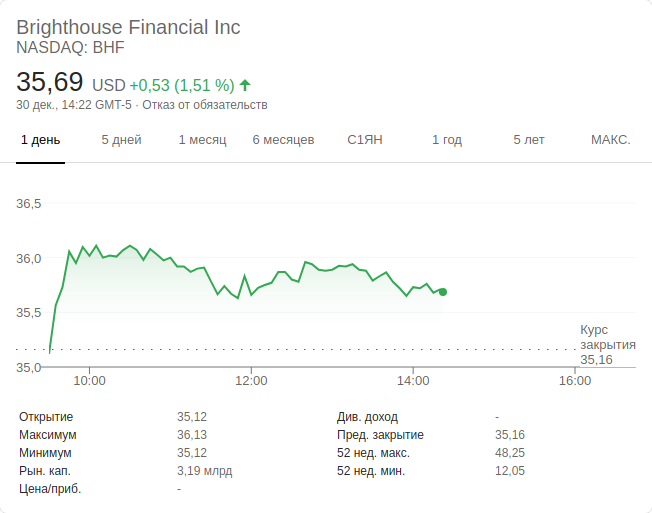 Brighthouse Financial Inc
NASDAQ: BHF
35,69 USD +0,53 (1,51 %)
30 дек., 14:22 GMT-5 · Отказ от обязательств
1 день 5 дней 1 месяц 6 месяцев С1ЯН 1 год 5 лет МАКС.
36,5
36,0
35,5
35,0
Курс
закрытия
35,16
10:00 12:00 14:00 16:00
Открытие 35,12 Див. доход -
Максимум 36,13 Пред. закрытие 35,16
Минимум 35,12 52 нед. макс. 48,25
Рын. кап. 3,19 млрд 52 нед. мин. 12,05
Цена/приб. -